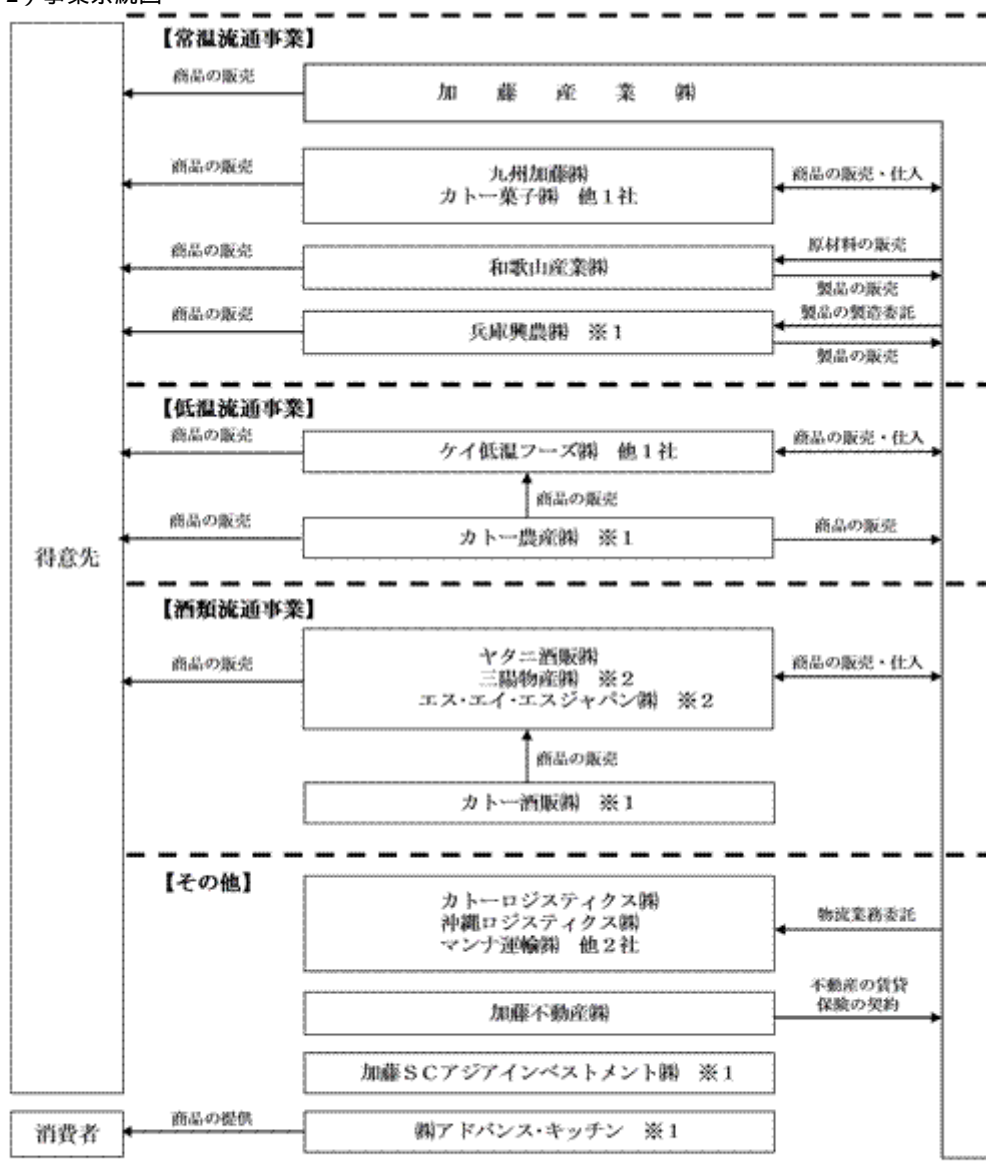 【常温流通事業】
商品の販売
加藤産業㈱
商品の販売
九州加藤㈱
カトー菓子㈱ 他1社
商品の販売・仕入
商品の販売
和歌山産業㈱
原材料の販売
製品の販売
商品の販売
兵庫興農㈱ ※1
製品の製造委託
製品の販売
【低温流通事業】
商品の販売
ケイ低温フーズ㈱ 他1社
商品の販売・仕入
商品の販売
商品の販売
カトー農産㈱ ※1
商品の販売
得意先
【酒類流通事業】
商品の販売
ヤタニ酒販㈱
三陽物産㈱ ※2
エス・エイ・エスジャパン㈱ ※2
商品の販売・仕入
商品の販売
カトー酒販㈱ ※1
【その他】
カトーロジスティクス㈱
沖縄ロジスティクス㈱
マンナ運輸㈱ 他2社
物流業務委託
加藤不動産㈱
不動産の賃貸
保険の契約
加藤SCアジアインベストメント㈱ ※1
消費者
商品の提供
㈱アドバンス・キッチン ※1